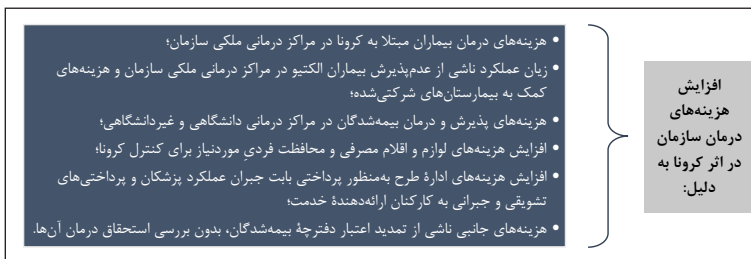 افزایش
هزینه‌های
درمان سازمان
در اثر کرونا به
دلیل:
• هزینه‌های درمان بیماران مبتلا به کرونا در مراکز درمانی ملکی سازمان؛
• زیان عملکرد ناشی از عدم‌پذیرش بیماران الکتیو در مراکز درمانی ملکی سازمان و هزینه‌های
کمک به بیمارستان‌های شرکتی‌شده؛
• هزینه‌های پذیرش و درمان بیمه‌شدگان در مراکز درمانی دانشگاهی و غیردانشگاهی؛
• افزایش هزینه‌های لوازم و اقلام مصرفی و محافظت فردیِ موردنیاز برای کنترل کرونا؛
• افزایش هزینه‌های ادارهٔ طرح به‌منظور پرداختی بابت جبران عملکرد پزشکان و پرداختی‌های
تشویقی و جبرانی به کارکنان ارائه‌دهندهٔ خدمت؛
• هزینه‌های جانبی ناشی از تمدید اعتبار دفترچهٔ بیمه‌شدگان، بدون بررسی استحقاق درمان آن‌ها.